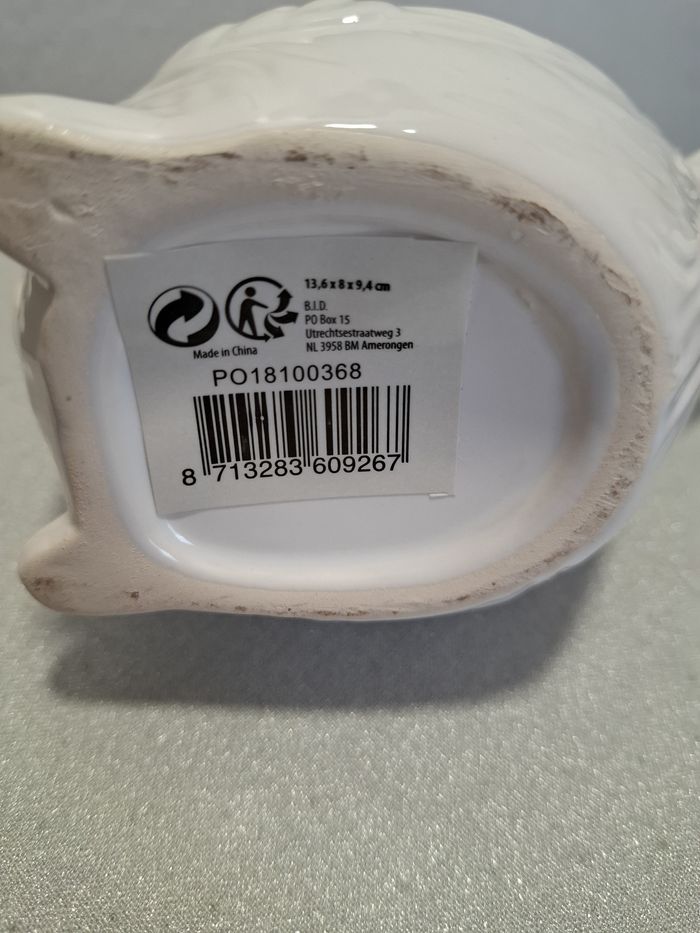 13,6 x 8 x 9,4 cm
B.I.D.
PO Box 15
Utrechtsestraatweg 3
NL 3958 BM Amerongen
Made in China
PO18100368
8 713283 609267